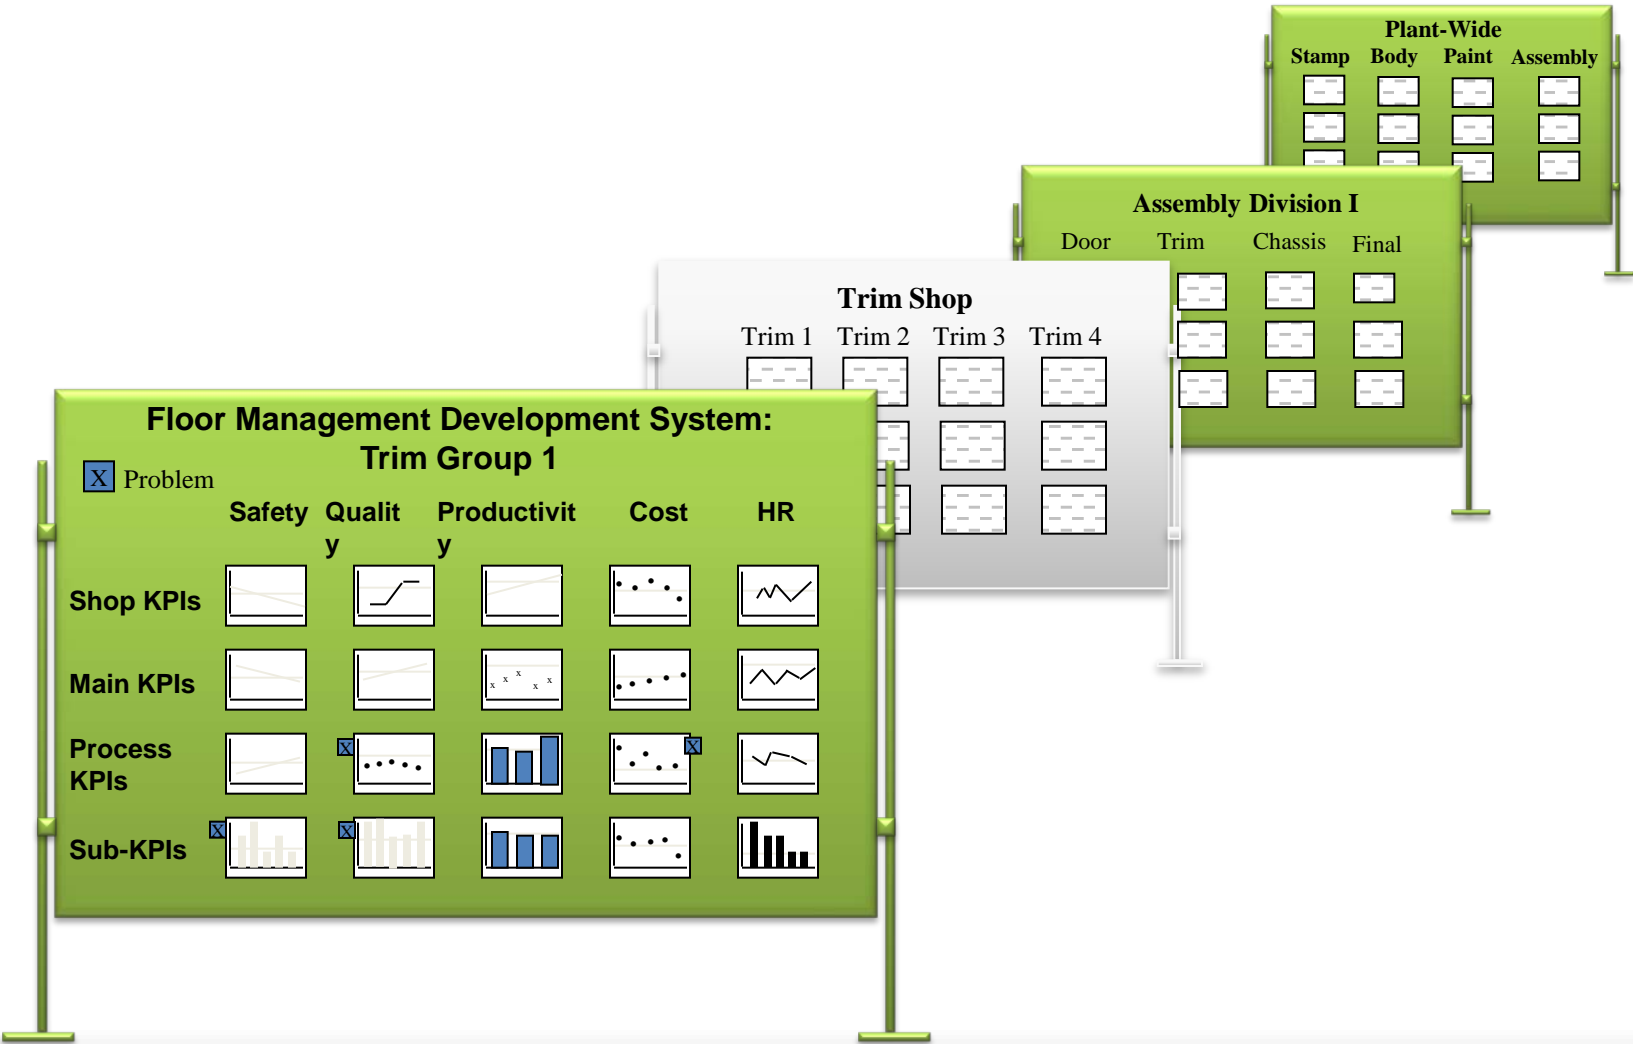 Plant-Wide
Stamp Body Paint Assembly
Assembly Division I
Door Trim Chassis Final
Trim Shop
Trim 1 Trim 2 Trim 3 Trim 4
Floor Management Development System:
Trim Group 1
X Problem
Safety Qualit Productivit Cost HR
y y
Shop KPIs
Main KPIs
x x x x x
Process
KPIs
X X
Sub-KPIs
X X